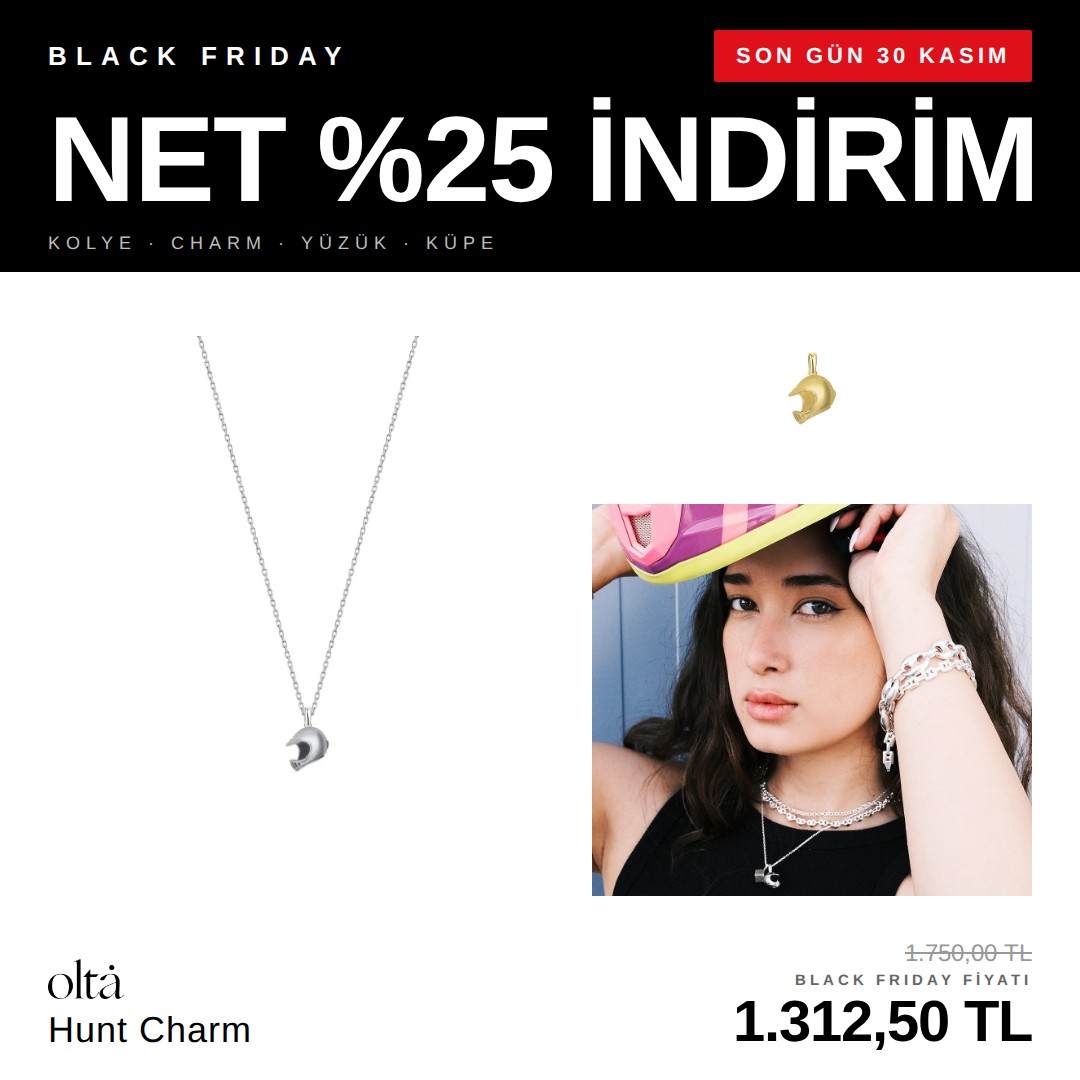 BLACK FRIDAY
SON GÜN 30 KASIM
NET %25 İNDİRİM
KOLYE · CHARM · YÜZÜK · KÜPE
olta
Hunt Charm
1.750,00 TL
BLACK FRIDAY FİYATI
1.312,50 TL